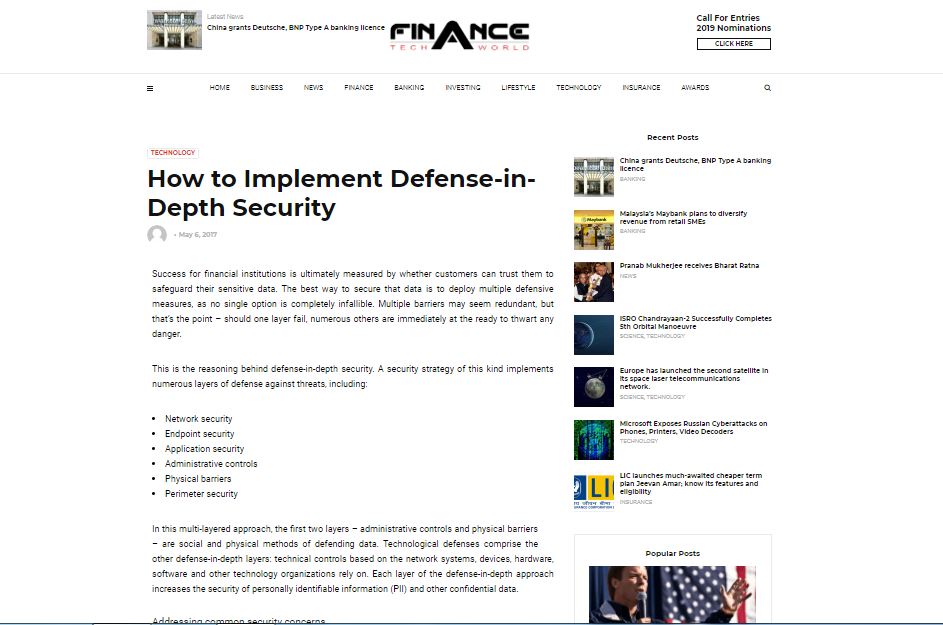 Latest News
China grants Deutsche, BNP Type A banking licence
FINANCE
TECH WORLD
Call For Entries
2019 Nominations
CLICK HERE
HOME BUSINESS NEWS FINANCE BANKING INVESTING LIFESTYLE TECHNOLOGY INSURANCE AWARDS
TECHNOLOGY
How to Implement Defense-in-
Depth Security
- May 6, 2017
Success for financial institutions is ultimately measured by whether customers can trust them to
safeguard their sensitive data. The best way to secure that data is to deploy multiple defensive
measures, as no single option is completely infallible. Multiple barriers may seem redundant, but
that's the point – should one layer fail, numerous others are immediately at the ready to thwart any
danger.
This is the reasoning behind defense-in-depth security. A security strategy of this kind implements
numerous layers of defense against threats, including:
• Network security
• Endpoint security
• Application security
• Administrative controls
• Physical barriers
• Perimeter security
In this multi-layered approach, the first two layers – administrative controls and physical barriers
– are social and physical methods of defending data. Technological defenses comprise the
other defense-in-depth layers: technical controls based on the network systems, devices, hardware,
software and other technology organizations rely on. Each layer of the defense-in-depth approach
increases the security of personally identifiable information (PII) and other confidential data.
Addressing common security concerns
Recent Posts
China grants Deutsche, BNP Type A banking
licence
BANKING
Malaysia's Maybank plans to diversify
revenue from retail SMEs
BANKING
Maybank
Pranab Mukherjee receives Bharat Ratna
NEWS
ISRO Chandrayaan-2 Successfully Completes
5th Orbital Manoeuvre
SCIENCE, TECHNOLOGY
Europe has launched the second satellite in
its space laser telecommunications
network.
SCIENCE, TECHNOLOGY
Microsoft Exposes Russian Cyberattacks on
Phones, Printers, Video Decoders
TECHNOLOGY
LIC launches much-awaited cheaper term
plan Jeevan Amar; know its features and
eligibility
INSURANCE
LI
Popular Posts